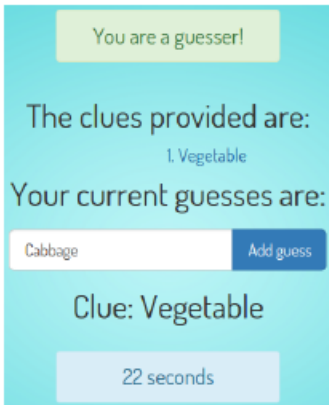 You are a guesser!
The clues provided are:
1. Vegetable
Your current guesses are:
Cabbage Add guess
Clue: Vegetable
22 seconds